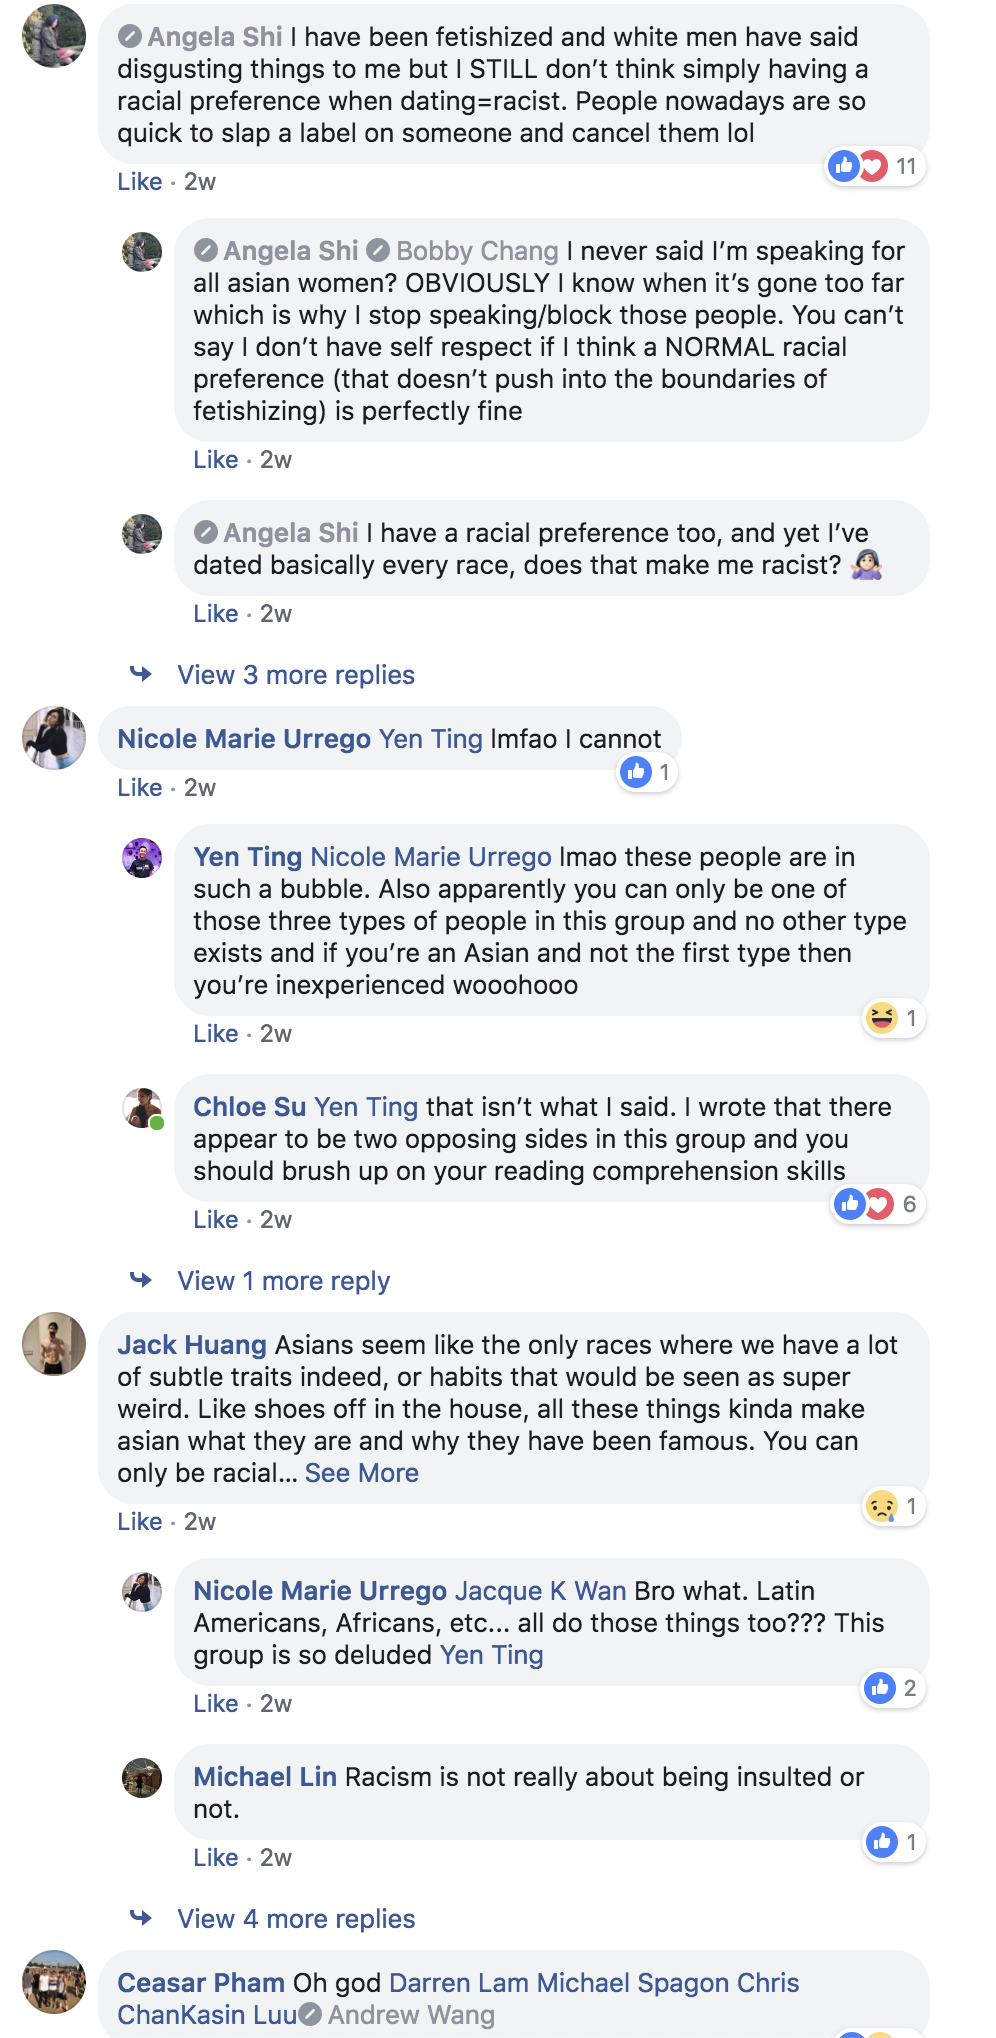 Angela Shi I have been fetishized and white men have said
disgusting things to me but I STILL don't think simply having a
racial preference when dating=racist. People nowadays are so
quick to slap a label on someone and cancel them lol
11
Like · 2w
Angela Shi Bobby Chang I never said I'm speaking for
all asian women? OBVIOUSLY I know when it's gone too far
which is why I stop speaking/block those people. You can't
say I don't have self respect if I think a NORMAL racial
preference (that doesn't push into the boundaries of
fetishizing) is perfectly fine
Like · 2w
Angela Shi I have a racial preference too, and yet I've
dated basically every race, does that make me racist? 🤷🏻‍♀️
Like · 2w
View 3 more replies
Nicole Marie Urrego Yen Ting lmfao I cannot
1
Like · 2w
Yen Ting Nicole Marie Urrego lmao these people are in
such a bubble. Also apparently you can only be one of
those three types of people in this group and no other type
exists and if you're an Asian and not the first type then
you're inexperienced wooohooo
1
Like · 2w
Chloe Su Yen Ting that isn't what I said. I wrote that there
appear to be two opposing sides in this group and you
should brush up on your reading comprehension skills
6
Like · 2w
View 1 more reply
Jack Huang Asians seem like the only races where we have a lot
of subtle traits indeed, or habits that would be seen as super
weird. Like shoes off in the house, all these things kinda make
asian what they are and why they have been famous. You can
only be racial... See More
1
Like · 2w
Nicole Marie Urrego Jacque K Wan Bro what. Latin
Americans, Africans, etc... all do those things too??? This
group is so deluded Yen Ting
2
Like · 2w
Michael Lin Racism is not really about being insulted or
not.
1
Like · 2w
View 4 more replies
Ceasar Pham Oh god Darren Lam Michael Spagon Chris
ChanKasin Luu Andrew Wang